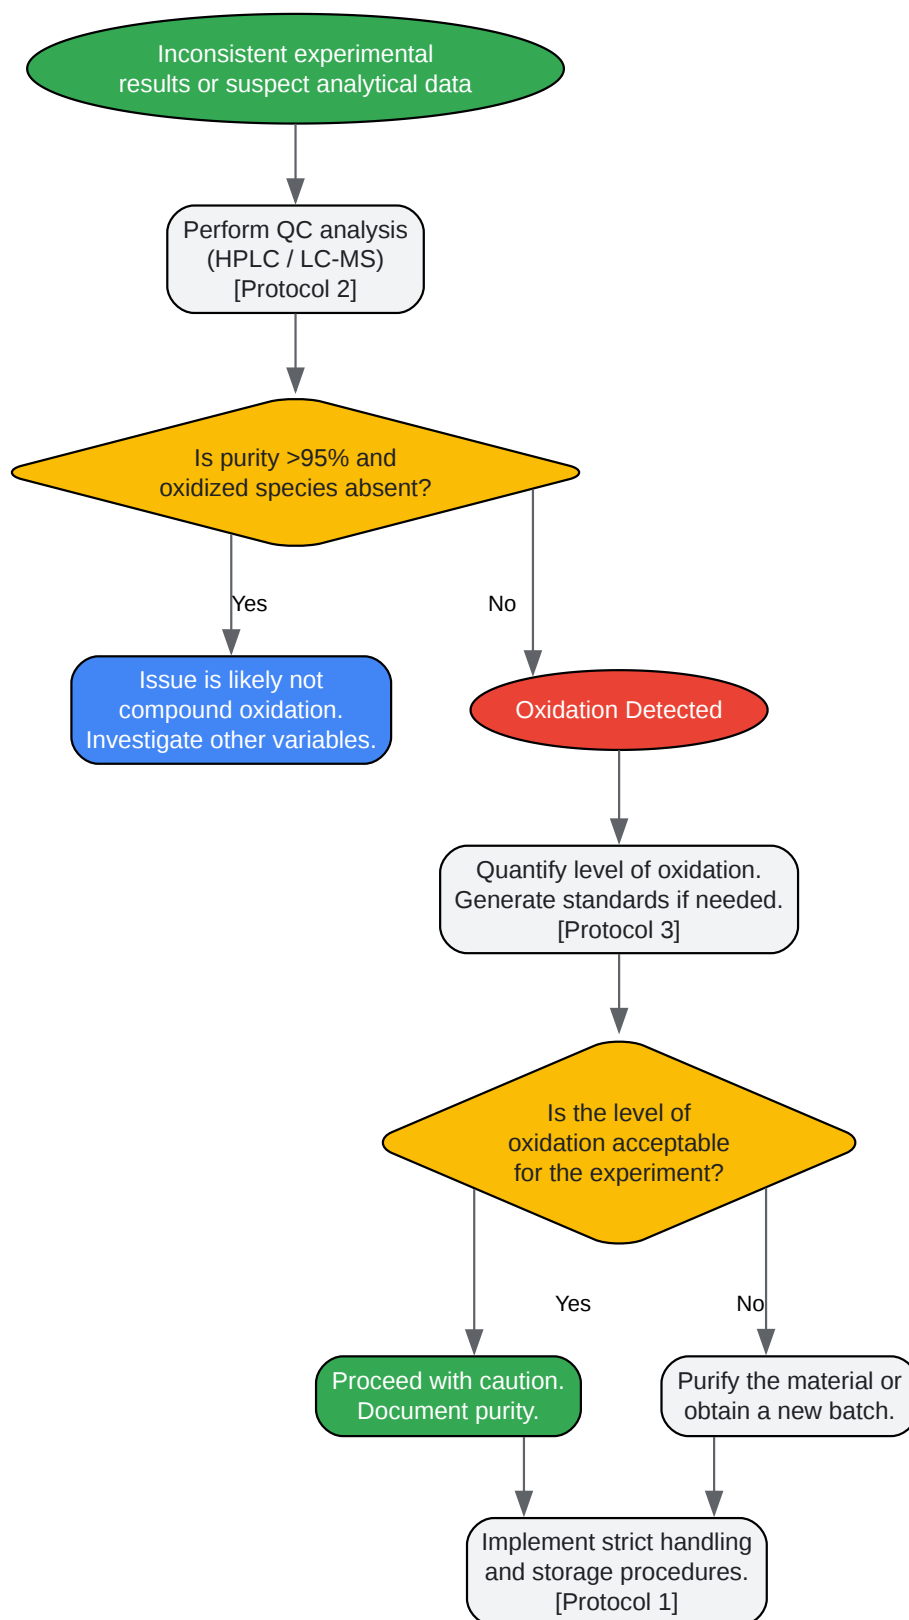 Inconsistent experimental
results or suspect analytical data
Perform QC analysis
(HPLC / LC-MS)
[Protocol 2]
Is purity >95% and
oxidized species absent?
Yes
No
Issue is likely not
compound oxidation.
Investigate other variables.
Oxidation Detected
Quantify level of oxidation.
Generate standards if needed.
[Protocol 3]
Is the level of
oxidation acceptable
for the experiment?
Yes
No
Proceed with caution.
Document purity.
Purify the material or
obtain a new batch.
Implement strict handling
and storage procedures.
[Protocol 1]